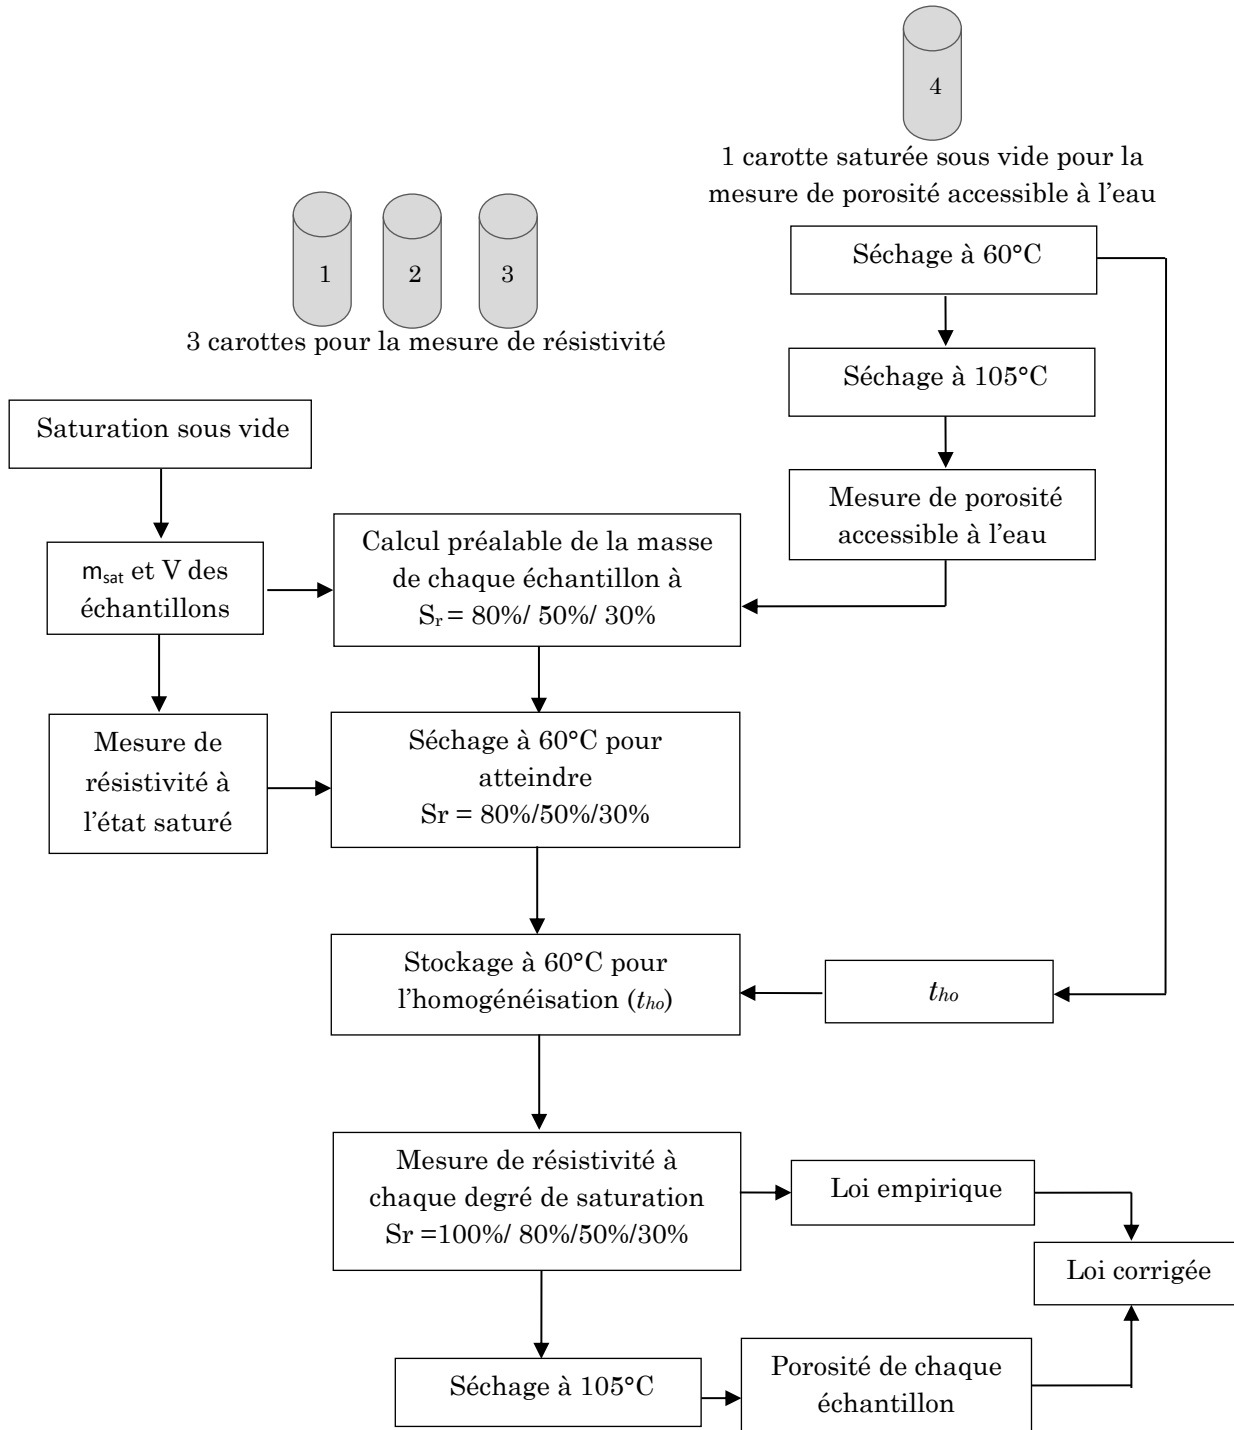 4
1 carotte saturée sous vide pour la
mesure de porosité accessible à l'eau
1
2
3
3 carottes pour la mesure de résistivité
Séchage à 60°C
Séchage à 105°C
Mesure de porosité
accessible à l'eau
Saturation sous vide
m_sat et V des
échantillons
Calcul préalable de la masse
de chaque échantillon à
S_r = 80%/ 50%/ 30%
Mesure de
résistivité à
l'état saturé
Séchage à 60°C pour
atteindre
Sr = 80%/50%/30%
Stockage à 60°C pour
l'homogénéisation (t_ho)
t_ho
Mesure de résistivité à
chaque degré de saturation
Sr =100%/ 80%/50%/30%
Loi empirique
Loi corrigée
Séchage à 105°C
Porosité de chaque
échantillon